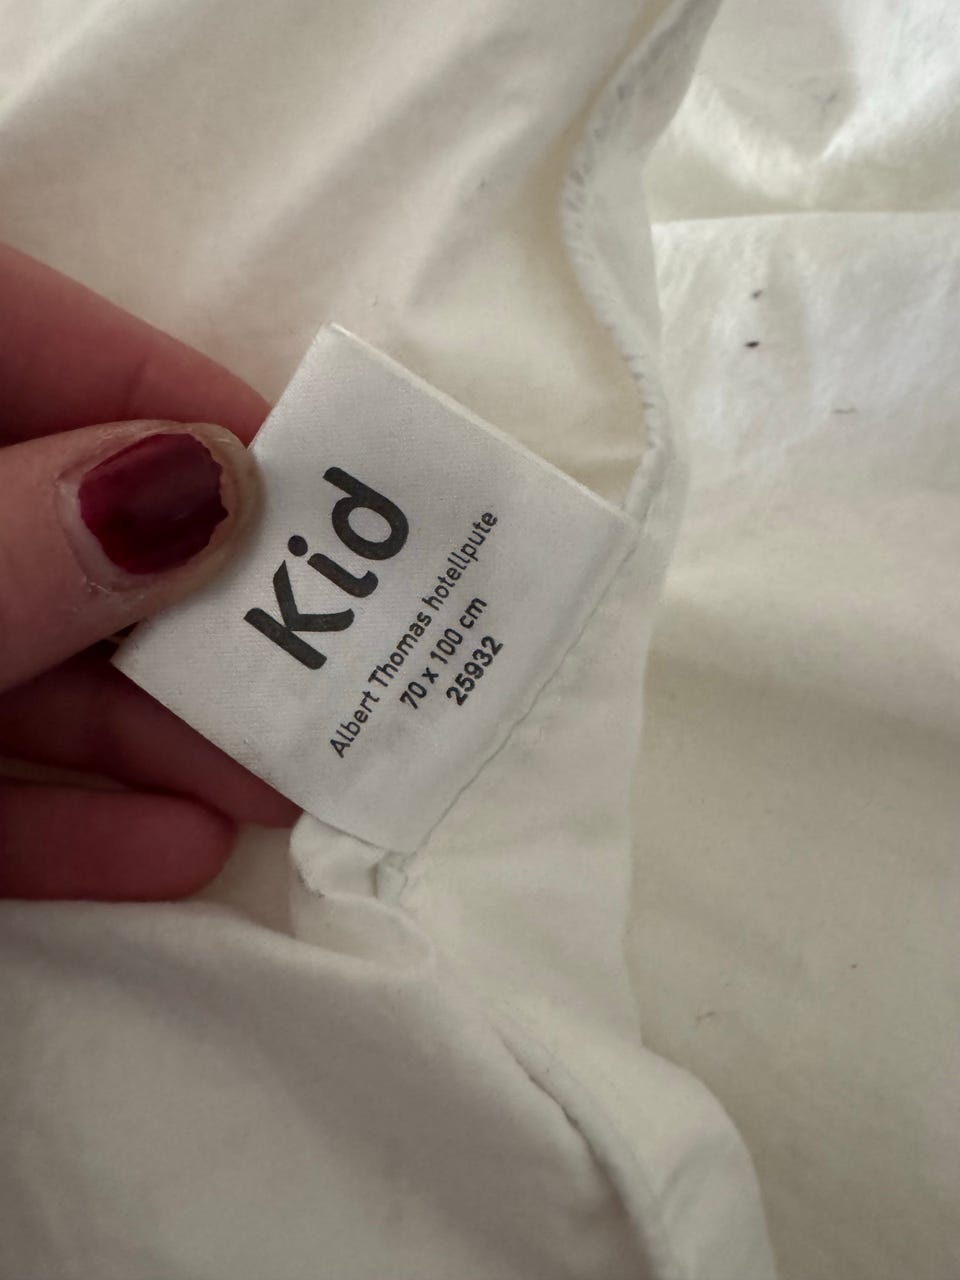 Kid
Albert Thomas hotellpute
70 x 100 cm
25932